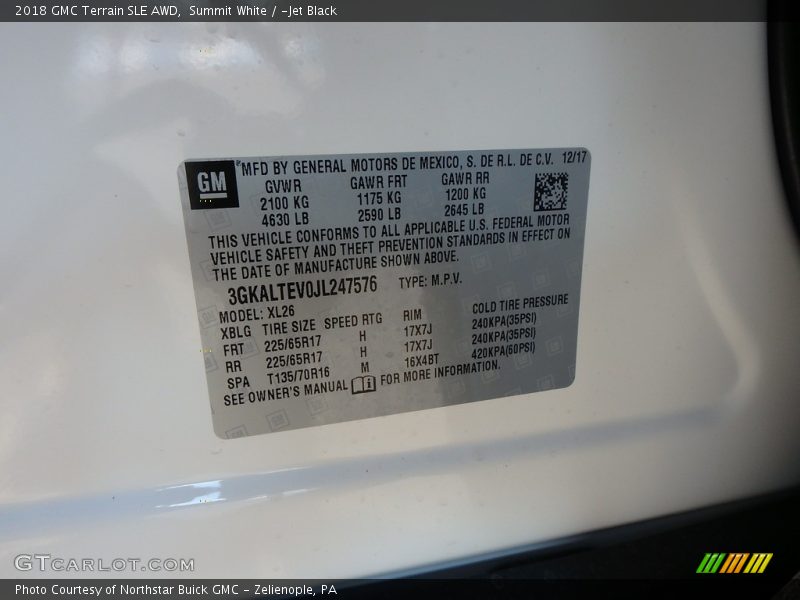 2018 GMC Terrain SLE AWD, Summit White / -Jet Black
GM
MFD BY GENERAL MOTORS DE MEXICO, S. DE R.L. DE C.V. 12/17
GVWR GAWR FRT GAWR RR
2100 KG 1175 KG 1200 KG
4630 LB 2590 LB 2645 LB
THIS VEHICLE CONFORMS TO ALL APPLICABLE U.S. FEDERAL MOTOR
VEHICLE SAFETY AND THEFT PREVENTION STANDARDS IN EFFECT ON
THE DATE OF MANUFACTURE SHOWN ABOVE.
3GKALTEV0JL247576 TYPE: M.P.V.
MODEL: XL26
XBLG TIRE SIZE SPEED RTG RIM COLD TIRE PRESSURE
FRT 225/65R17 H 17X7J 240KPA(35PSI)
RR 225/65R17 H 17X7J 240KPA(35PSI)
SPA T135/70R16 M 16X4BT 420KPA(60PSI)
SEE OWNER'S MANUAL FOR MORE INFORMATION.
GTCARLOT.COM
Photo Courtesy of Northstar Buick GMC - Zelienople, PA